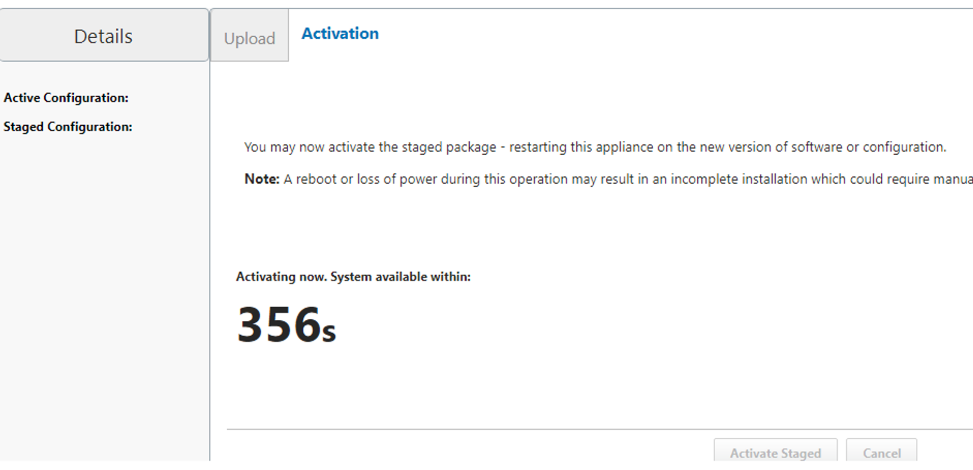 Details
Upload
Activation
Active Configuration:
Staged Configuration:
You may now activate the staged package - restarting this appliance on the new version of software or configuration.
Note: A reboot or loss of power during this operation may result in an incomplete installation which could require manua
Activating now. System available within:
356s
Activate Staged
Cancel